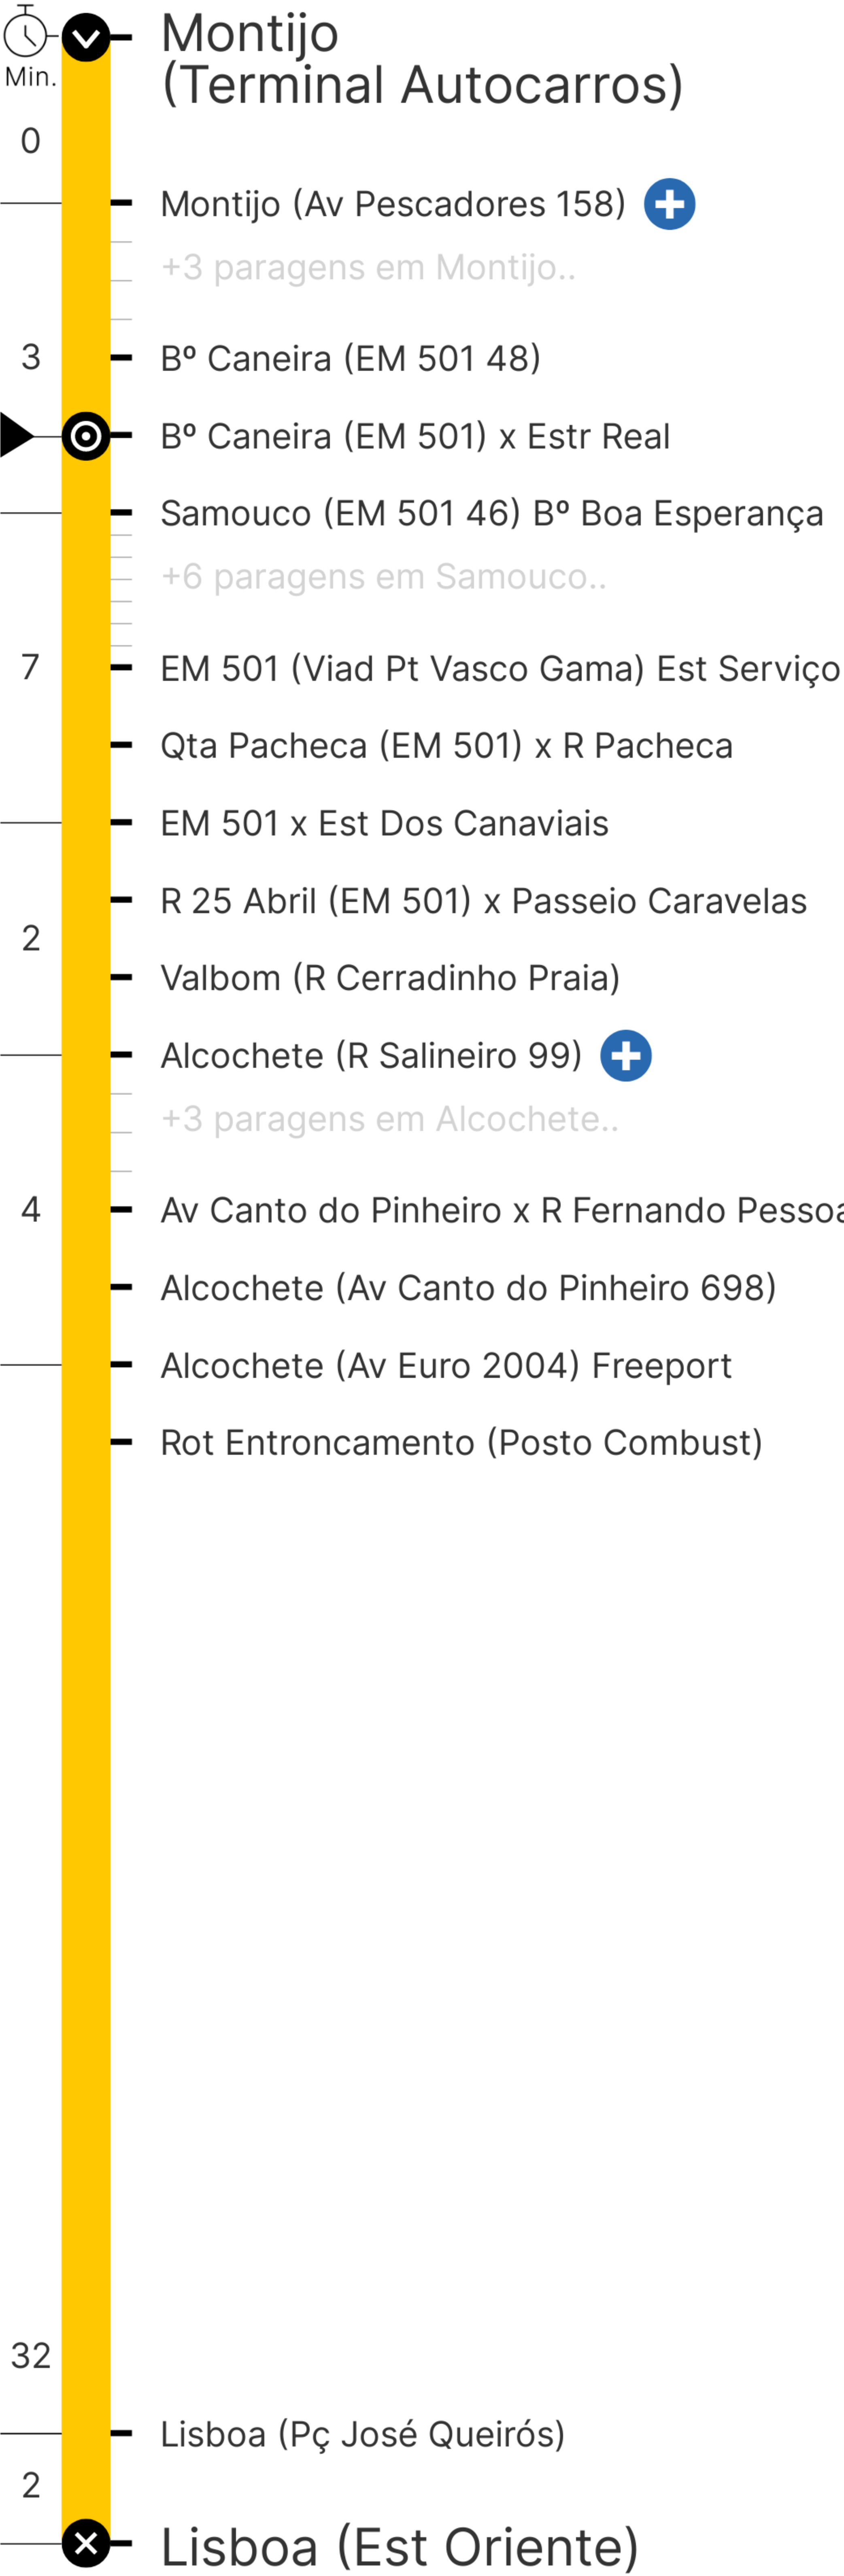 Montijo
(Terminal Autocarros)
Min.
0
Montijo (Av Pescadores 158)
+3 paragens em Montijo..
3
Bº Caneira (EM 501 48)
Bº Caneira (EM 501) x Estr Real
Samouco (EM 501 46) Bº Boa Esperança
+6 paragens em Samouco..
7
EM 501 (Viad Pt Vasco Gama) Est Serviço
Qta Pacheca (EM 501) x R Pacheca
EM 501 x Est Dos Canaviais
R 25 Abril (EM 501) x Passeio Caravelas
2
Valbom (R Cerradinho Praia)
Alcochete (R Salineiro 99)
+3 paragens em Alcochete..
4
Av Canto do Pinheiro x R Fernando Pessoa
Alcochete (Av Canto do Pinheiro 698)
Alcochete (Av Euro 2004) Freeport
Rot Entroncamento (Posto Combust)
32
Lisboa (Pç José Queirós)
2
Lisboa (Est Oriente)